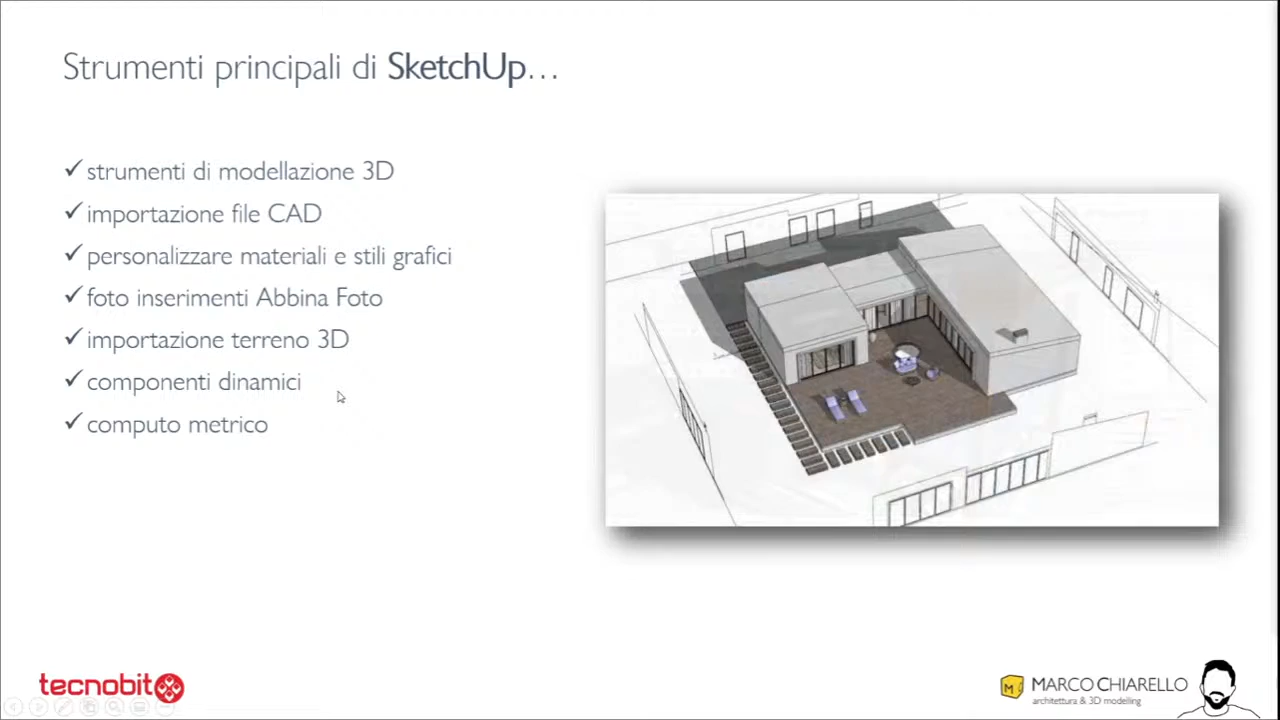 Strumenti principali di SketchUp...
✓ strumenti di modellazione 3D
✓ importazione file CAD
✓ personalizzare materiali e stili grafici
✓ foto inserimenti Abbina Foto
✓ importazione terreno 3D
✓ componenti dinamici
✓ computo metrico
tecnobit
M MARCO CHIARELLO
architettura & 3D modelling